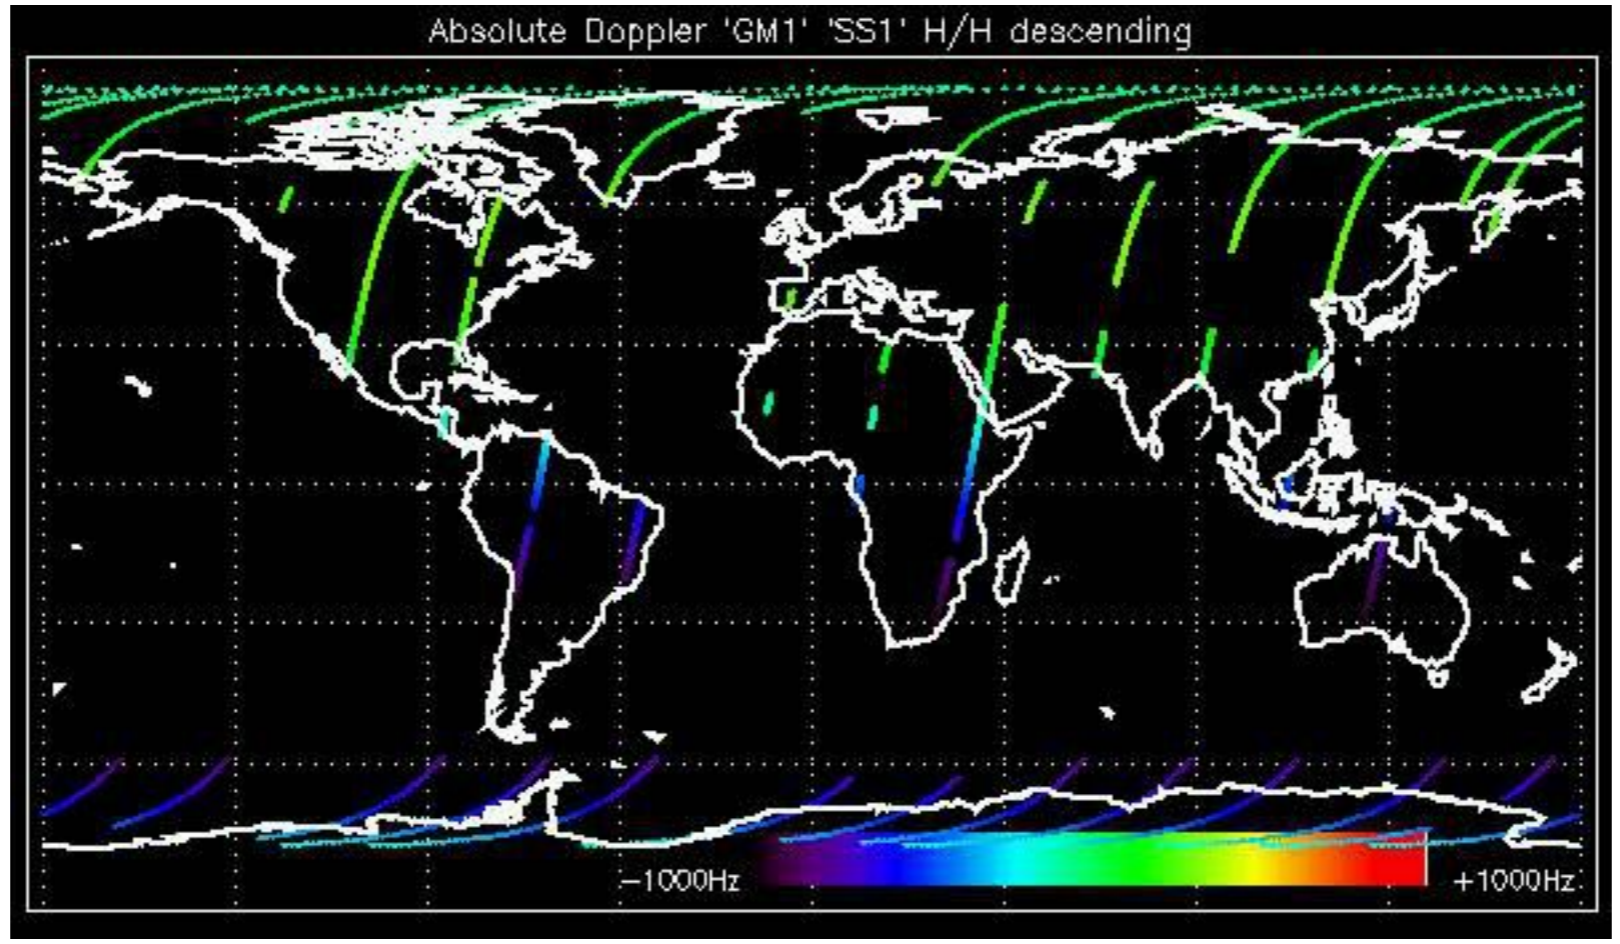 Absolute Doppler 'GM1' 'SS1' H/H descending
−1000Hz
+1000Hz